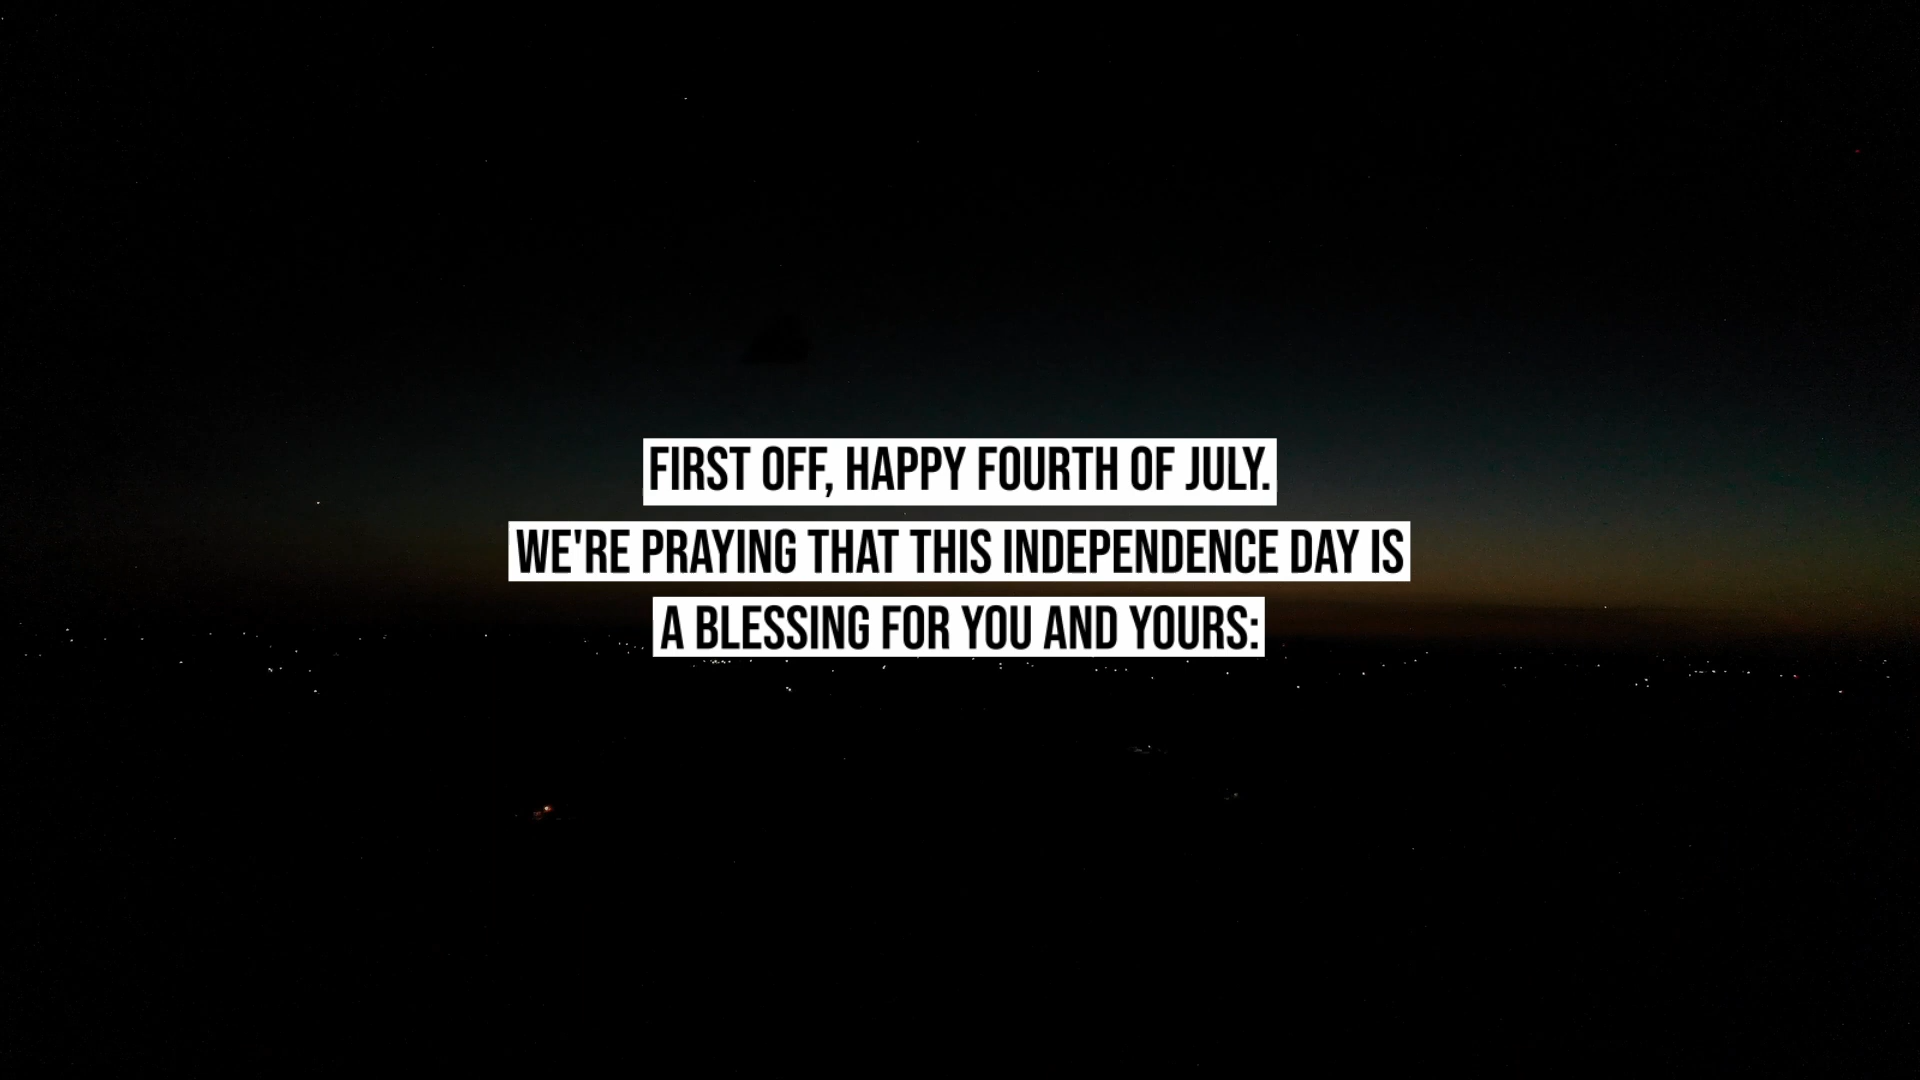 FIRST OFF, HAPPY FOURTH OF JULY.
WE'RE PRAYING THAT THIS INDEPENDENCE DAY IS
A BLESSING FOR YOU AND YOURS: